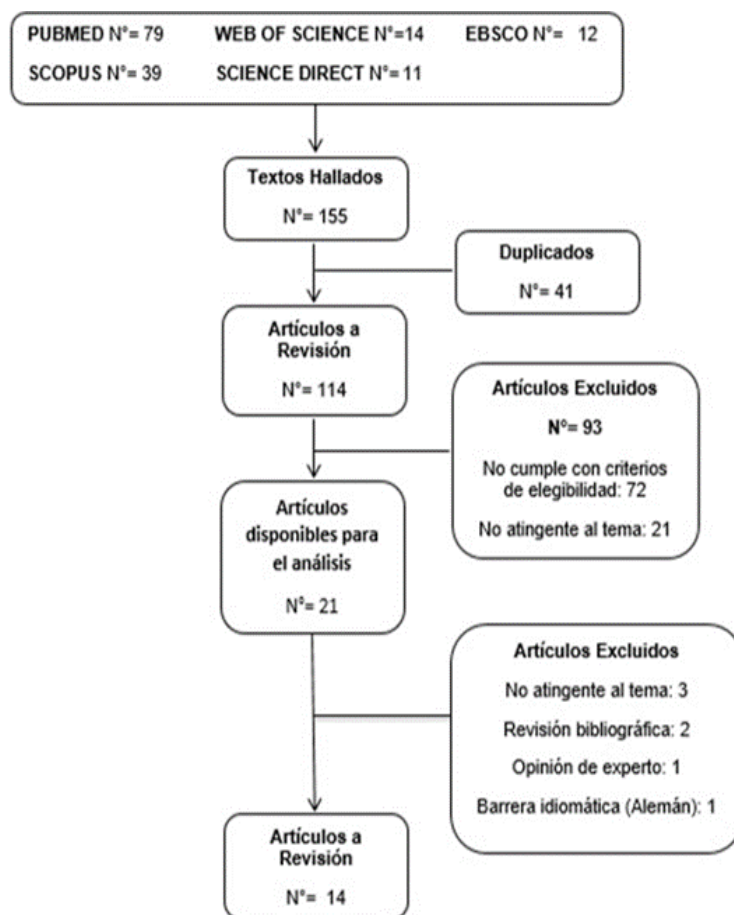 PUBMED N°= 79 WEB OF SCIENCE N°=14 EBSCO N°= 12
SCOPUS N°= 39 SCIENCE DIRECT N°= 11
Textos Hallados
N°= 155
Duplicados
N°= 41
Artículos a
Revisión
N°= 114
Artículos Excluidos
Nº= 93
No cumple con criterios
de elegibilidad: 72
No atingente al tema: 21
Artículos
disponibles para
el análisis
Nº= 21
Artículos Excluidos
No atingente al tema: 3
Revisión bibliográfica: 2
Opinión de experto: 1
Barrera idiomática (Alemán): 1
Artículos a
Revisión
N°= 14